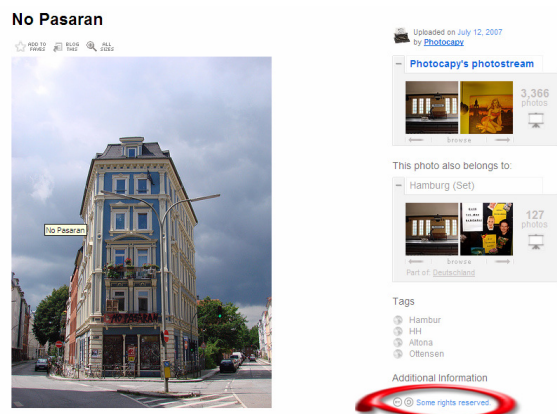 No Pasaran
ADD TO FAVES
BLOG THIS
ALL SIZES
No Pasaran
NO PASARAN
Uploaded on July 12, 2007
by Photocapy
Photocapy's photostream
3,366
photos
browse
This photo also belongs to:
Hamburg (Set)
127
photos
browse
Part of: Deutschland
Tags
Hambur
HH
Altona
Ottensen
Additional Information
Some rights reserved